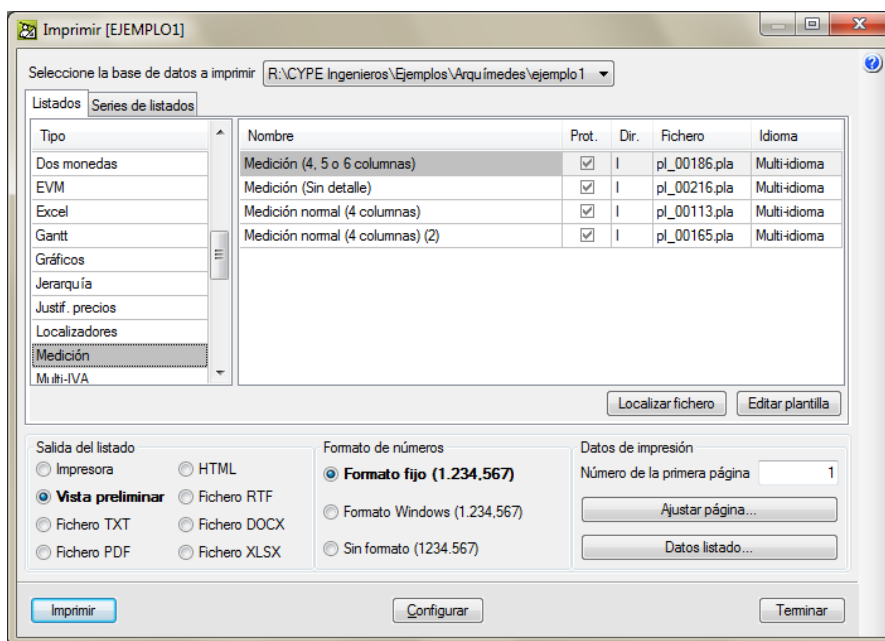 Imprimir [EJEMPLO1]
Seleccione la base de datos a imprimir R:\CYPE Ingenieros\Ejemplos\Arquímedes\ejemplo1
Listados Series de listados
Tipo Nombre Prot. Dir. Fichero Idioma
Dos monedas Medición (4, 5 o 6 columnas) I pl_00186.pla Multi-idioma
EVM Medición (Sin detalle) I pl_00216.pla Multi-idioma
Excel Medición normal (4 columnas) I pl_00113.pla Multi-idioma
Gantt Medición normal (4 columnas) (2) I pl_00165.pla Multi-idioma
Gráficos
Jerarquía
Justif. precios
Localizadores
Medición
Multi-IVA
Localizar fichero Editar plantilla
Salida del listado Formato de números Datos de impresión
Impresora HTML Formato fijo (1.234,567) Número de la primera página 1
Vista preliminar Fichero RTF Formato Windows (1.234,567) Ajustar página...
Fichero TXT Fichero DOCX Sin formato (1234.567) Datos listado...
Fichero PDF Fichero XLSX
Imprimir Configurar Terminar